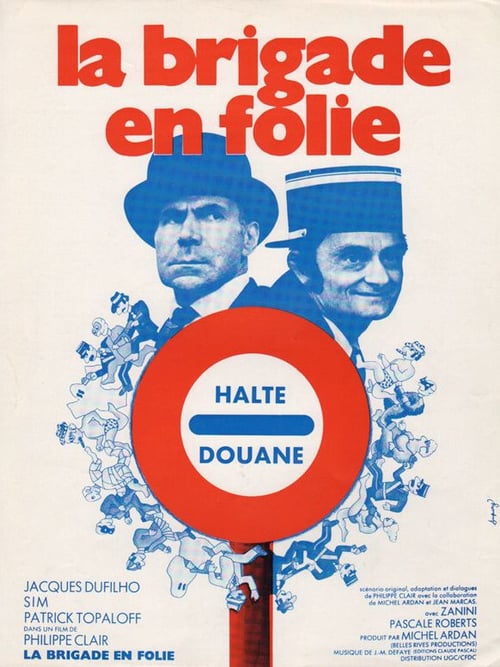 la brigade
en folie
HALTE
DOUANE
JACQUES DUFILHO
SIM
PATRICK TOPALOFF
DANS UN FILM DE
PHILIPPE CLAIR
LA BRIGADE EN FOLIE
scénario original, adaptation et dialogues
de PHILIPPE CLAIR avec la collaboration
de MICHEL ARDAN et JEAN MARCAS.
avec ZANINI
PASCALE ROBERTS
PRODUIT PAR MICHEL ARDAN
(BELLES RIVES PRODUCTIONS)
MUSIQUE DE J.-M. DEFAYE (EDITIONS CLAUDE PASCAL)
DISTRIBUTION UGC/CFDC